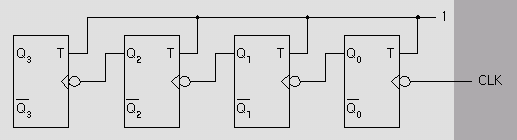 1
Q₃ T Q₂ T Q₁ T Q₀ T
CLK
Q̅₃ Q̅₂ Q̅₁ Q̅₀